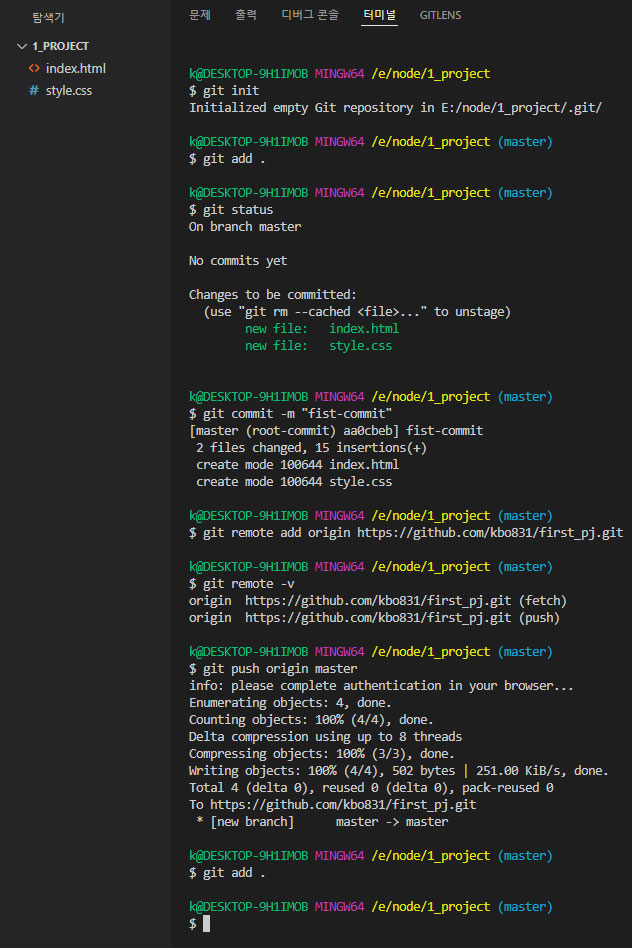 탐색기
문제 출력 디버그 콘솔 터미널 GITLENS
1_PROJECT
<> index.html
# style.css
k@DESKTOP-9H1IMOB MINGW64 /e/node/1_project
$ git init
Initialized empty Git repository in E:/node/1_project/.git/
k@DESKTOP-9H1IMOB MINGW64 /e/node/1_project (master)
$ git add .
k@DESKTOP-9H1IMOB MINGW64 /e/node/1_project (master)
$ git status
On branch master
No commits yet
Changes to be committed:
(use "git rm --cached <file>..." to unstage)
new file: index.html
new file: style.css
k@DESKTOP-9H1IMOB MINGW64 /e/node/1_project (master)
$ git commit -m "fist-commit"
[master (root-commit) aa0cbeb] fist-commit
2 files changed, 15 insertions(+)
create mode 100644 index.html
create mode 100644 style.css
k@DESKTOP-9H1IMOB MINGW64 /e/node/1_project (master)
$ git remote add origin https://github.com/kbo831/first_pj.git
k@DESKTOP-9H1IMOB MINGW64 /e/node/1_project (master)
$ git remote -v
origin https://github.com/kbo831/first_pj.git (fetch)
origin https://github.com/kbo831/first_pj.git (push)
k@DESKTOP-9H1IMOB MINGW64 /e/node/1_project (master)
$ git push origin master
info: please complete authentication in your browser...
Enumerating objects: 4, done.
Counting objects: 100% (4/4), done.
Delta compression using up to 8 threads
Compressing objects: 100% (3/3), done.
Writing objects: 100% (4/4), 502 bytes | 251.00 KiB/s, done.
Total 4 (delta 0), reused 0 (delta 0), pack-reused 0
To https://github.com/kbo831/first_pj.git
* [new branch] master -> master
k@DESKTOP-9H1IMOB MINGW64 /e/node/1_project (master)
$ git add .
k@DESKTOP-9H1IMOB MINGW64 /e/node/1_project (master)
$